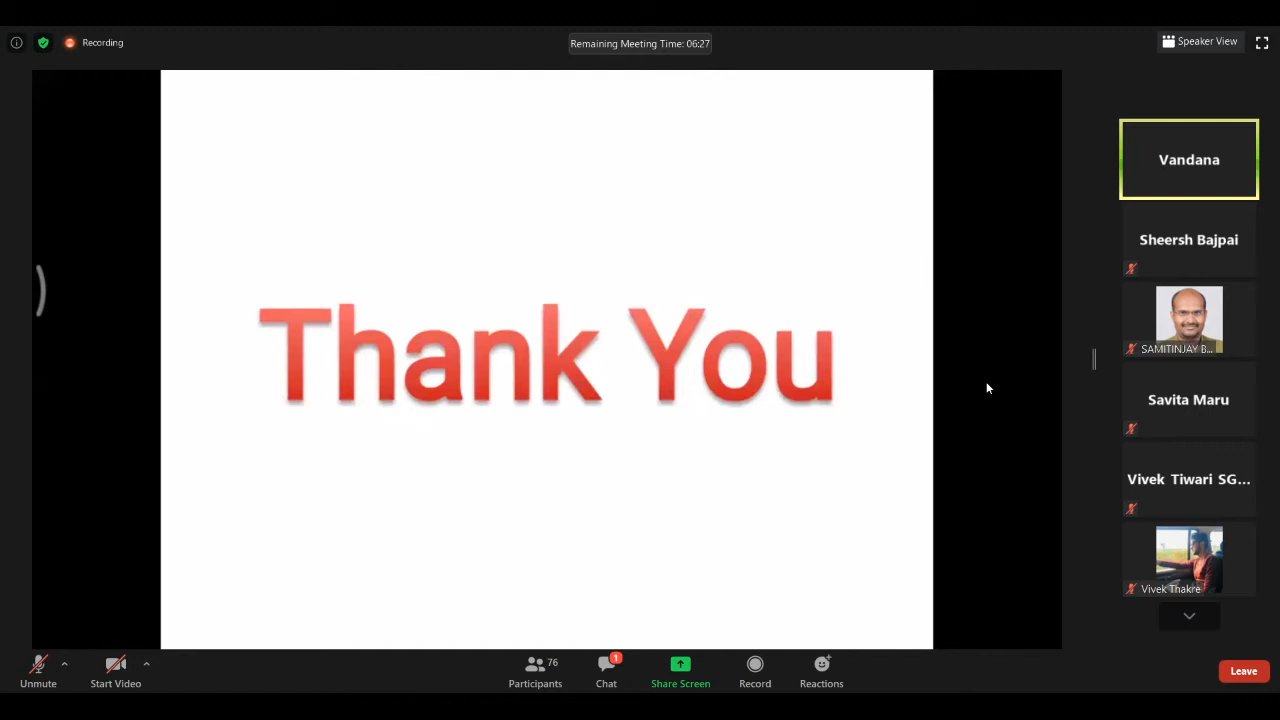 Recording
Remaining Meeting Time: 06:27
Speaker View
Thank You
Vandana
Sheersh Bajpai
SAMITINJAY B...
Savita Maru
Vivek Tiwari SG...
Vivek Thakre
Unmute
Start Video
76
Participants
1
Chat
Share Screen
Record
Reactions
Leave